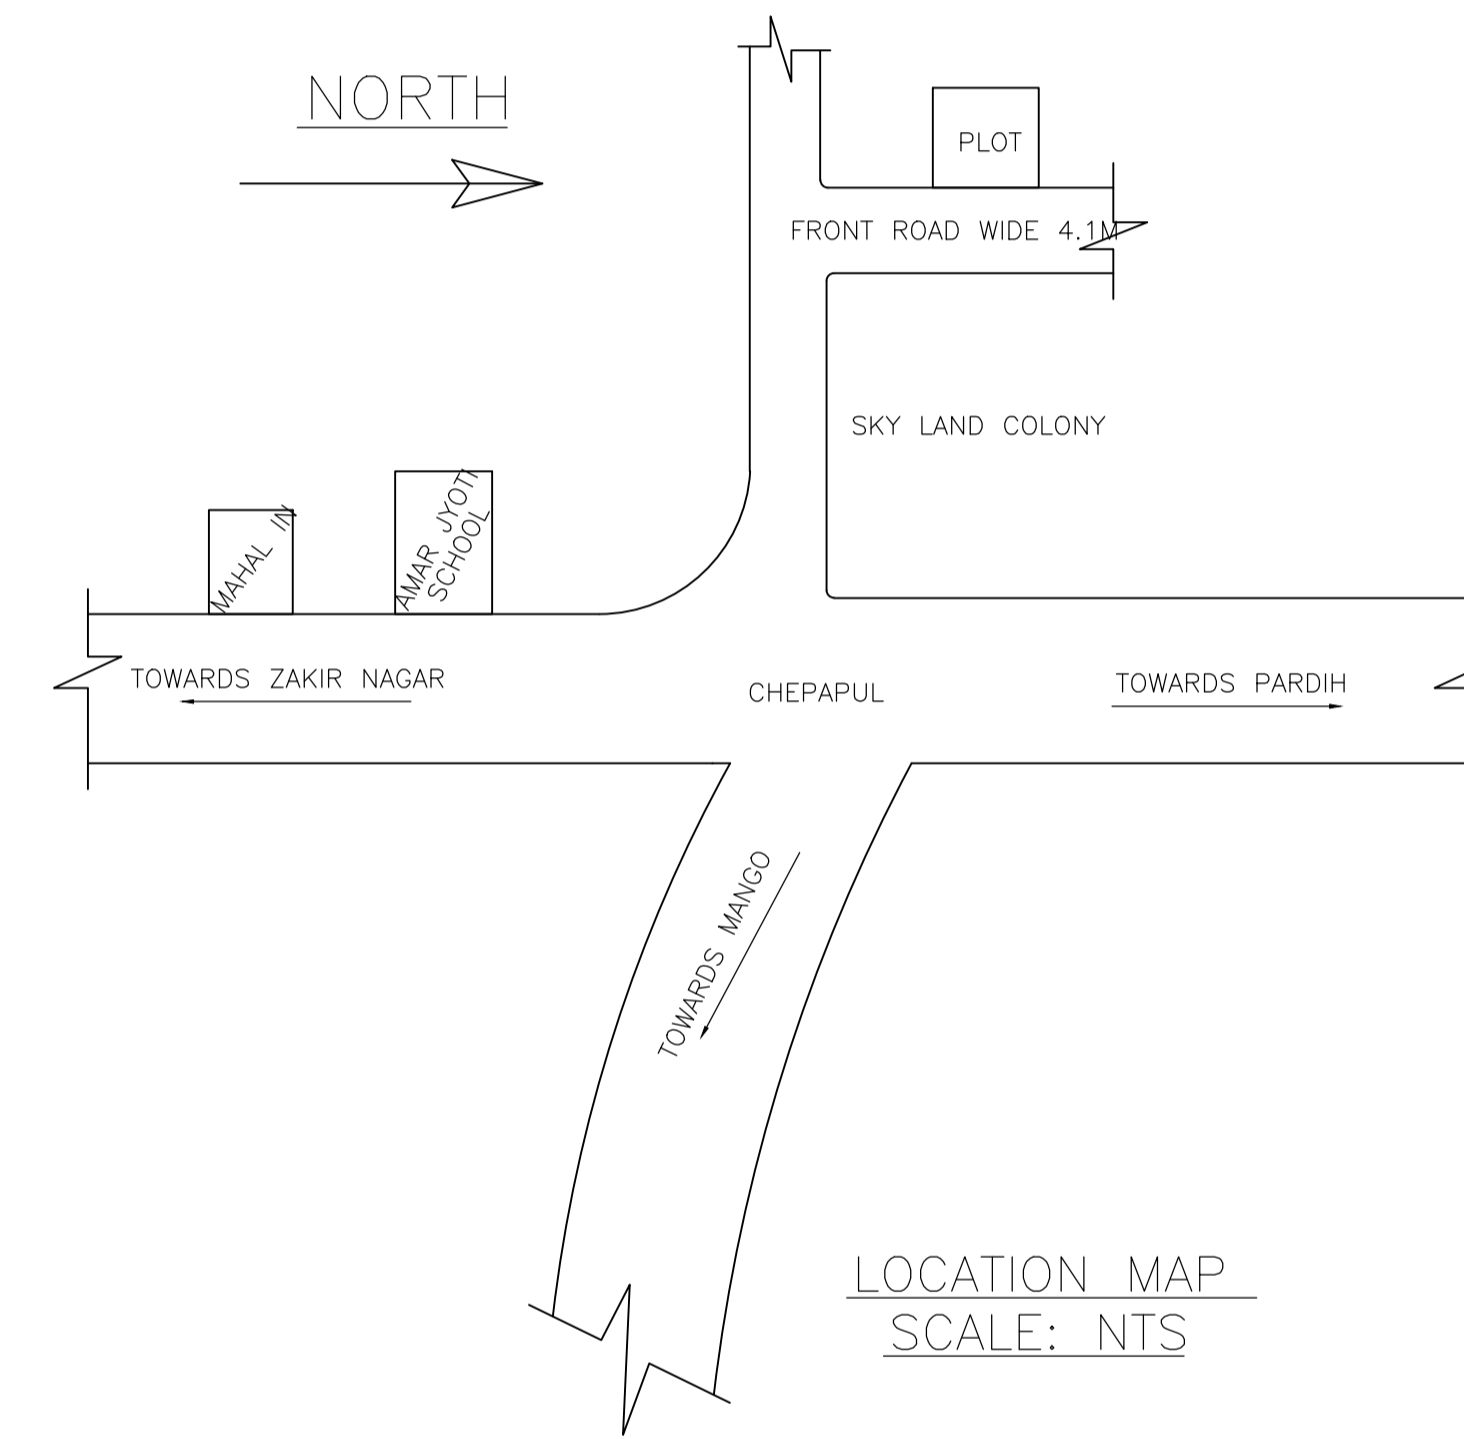 NORTH
PLOT
FRONT ROAD WIDE 4.1M
SKY LAND COLONY
MAHAL IN
AMAR JYOTI
SCHOOL
TOWARDS ZAKIR NAGAR
CHEPAPUL
TOWARDS PARDIH
TOWARDS MANGO
LOCATION MAP
SCALE: NTS